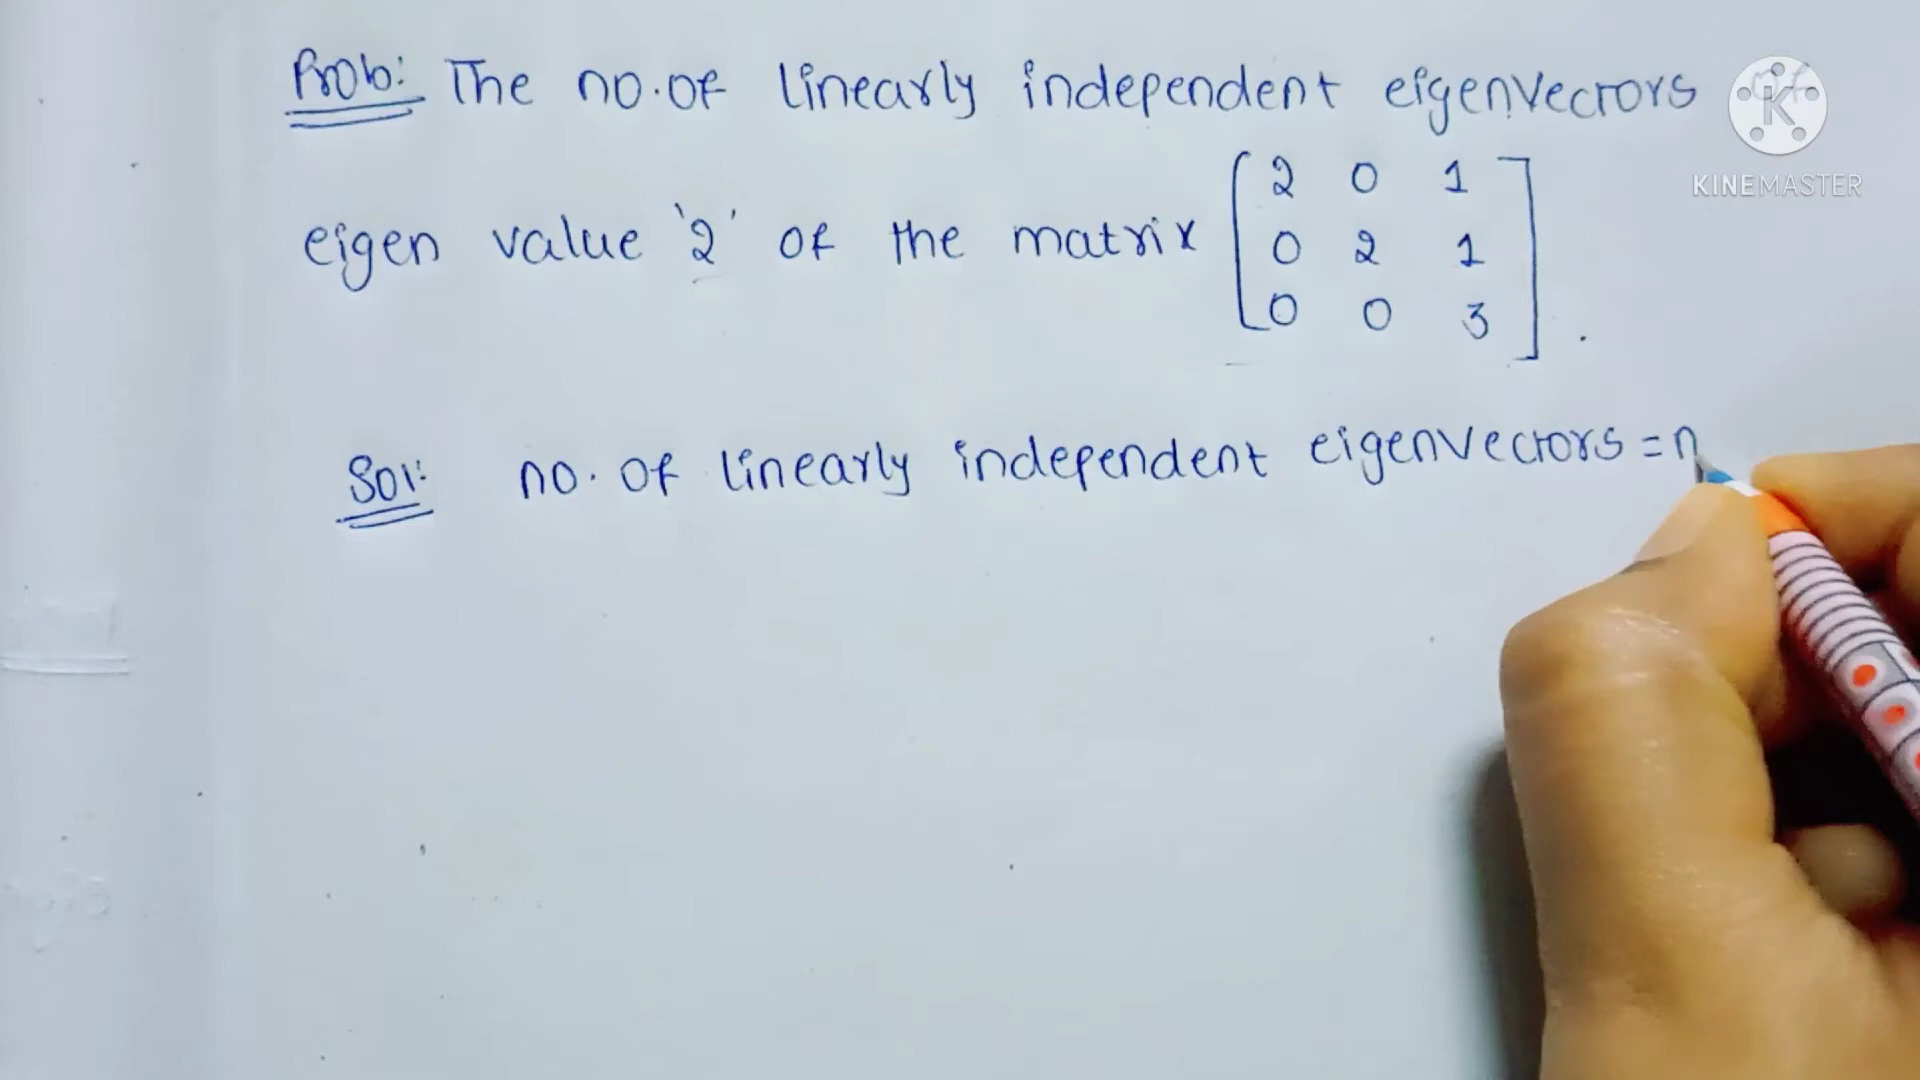 Prob: The no. of linearly independent eigenvectors of
eigen value '2' of the matrix [2 0 1
0 2 1
0 0 3].
Sol: no. of linearly independent eigenvectors = n
K
KINEMASTER